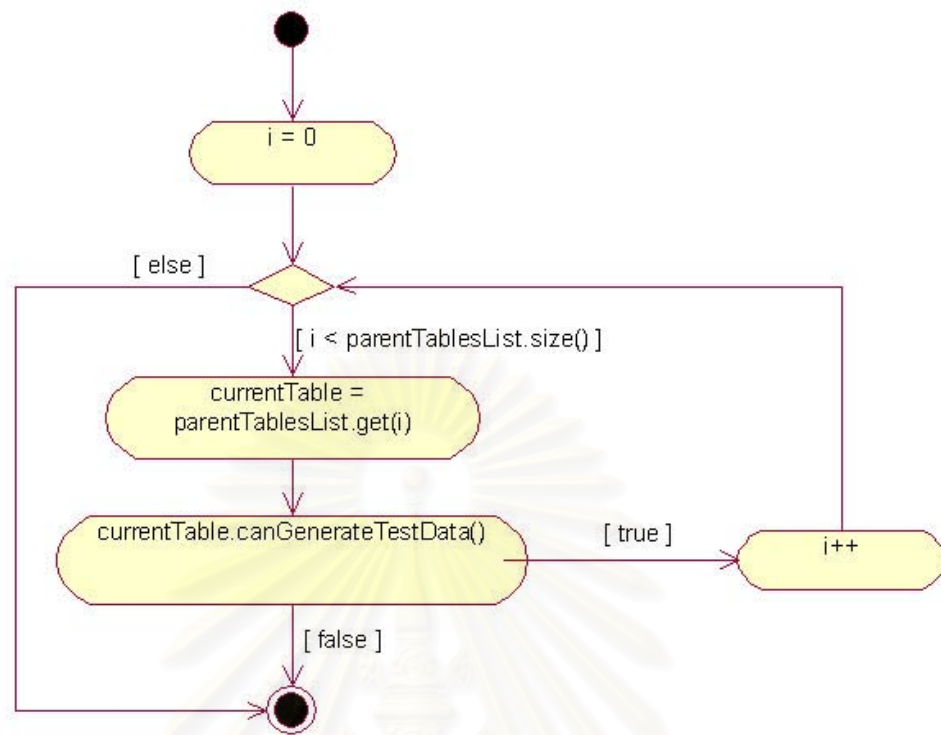 i = 0
[ else ]
[ i < parentTablesList.size() ]
currentTable =
parentTablesList.get(i)
currentTable.canGenerateTestData()
[ true ]
i++
[ false ]